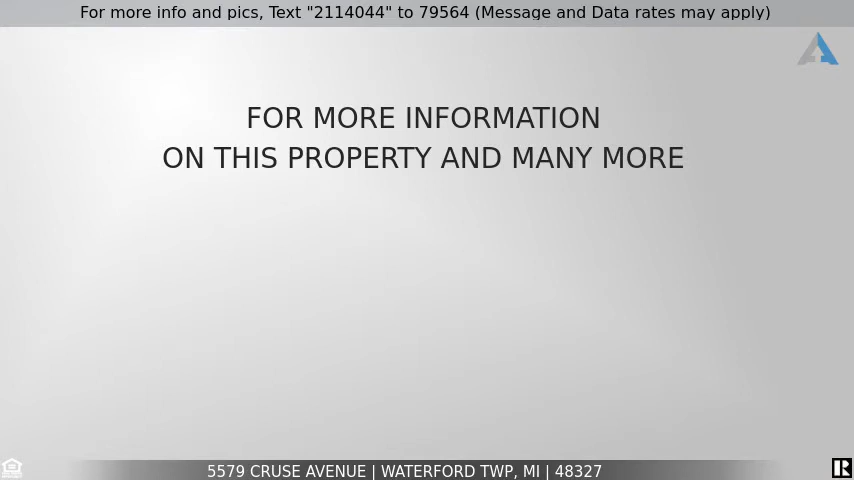 For more info and pics, Text "2114044" to 79564 (Message and Data rates may apply)
FOR MORE INFORMATION
ON THIS PROPERTY AND MANY MORE
5579 CRUSE AVENUE | WATERFORD TWP, MI | 48327